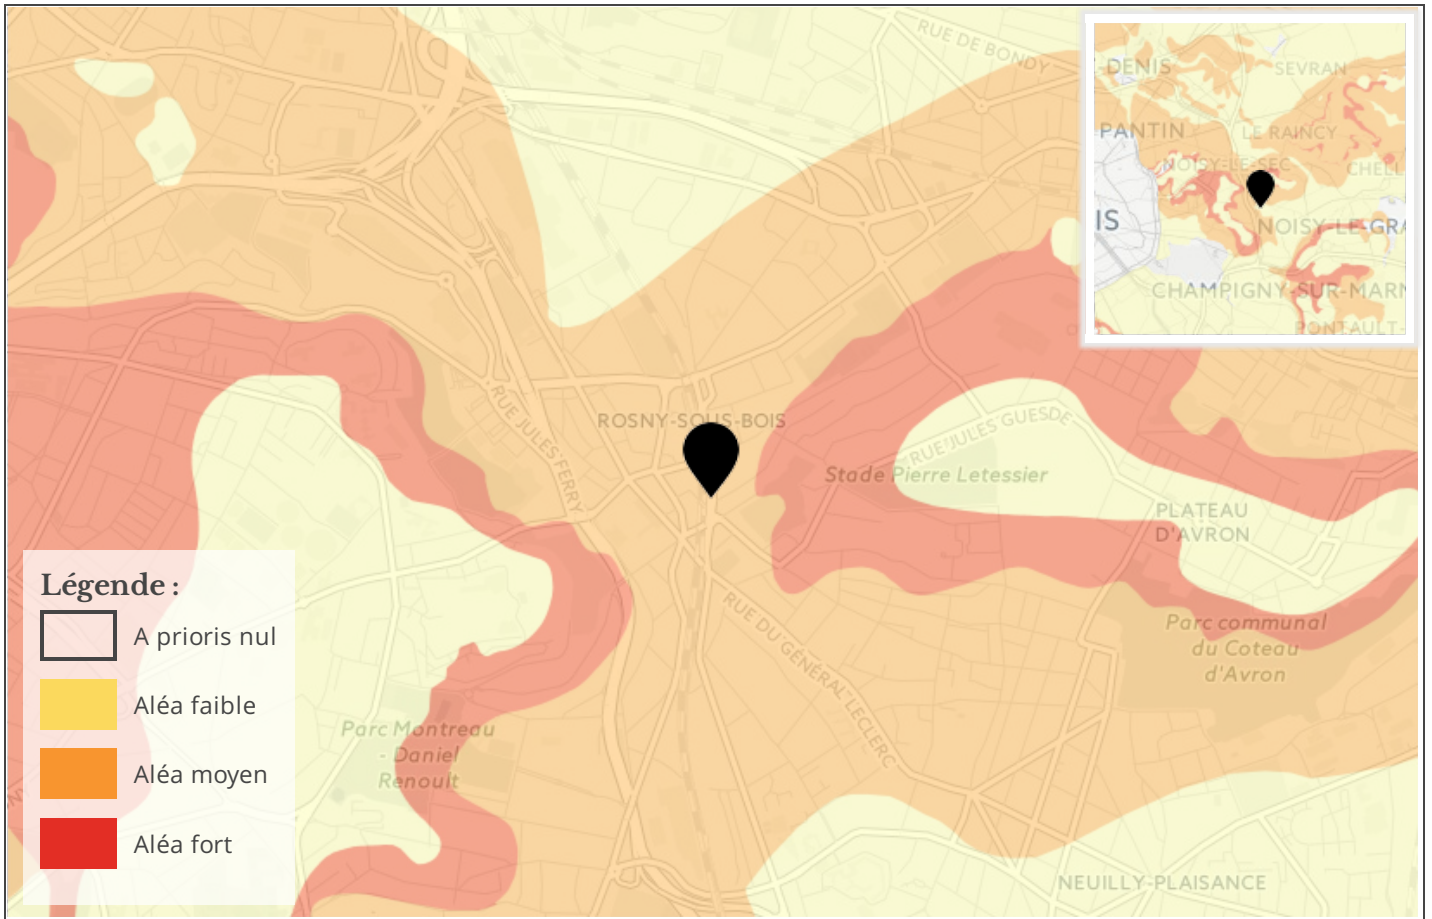 RUE DE BONDY
DENIS
SEVRAN
PANTIN
LE RAINCY
NOISY-LE-SEC
CHELL
IS
NOISY-LE-GRA
CHAMPIGNY-SUR-MARN
PONTAULT-
ROSNY-SOUS-BOIS
RUE JULES FERRY
RUE JULES GUESDE
Stade Pierre Letessier
PLATEAU
D'AVRON
RUE DU GÉNÉRAL LECLERC
Parc communal
du Coteau
d'Avron
Parc Montreau
- Daniel
Renoult
NEUILLY-PLAISANCE
Légende :
A prioris nul
Aléa faible
Aléa moyen
Aléa fort